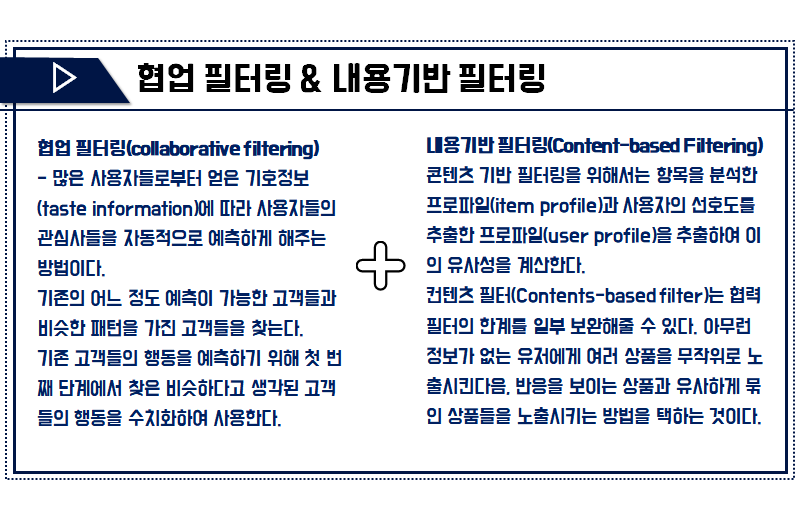 협업 필터링 & 내용기반 필터링
협업 필터링(collaborative filtering)
- 많은 사용자들로부터 얻은 기호정보
(taste information)에 따라 사용자들의
관심사들을 자동적으로 예측하게 해주는
방법이다.
기존의 어느 정도 예측이 가능한 고객들과
비슷한 패턴을 가진 고객들을 찾는다.
기존 고객들의 행동을 예측하기 위해 첫 번
째 단계에서 찾은 비슷하다고 생각된 고객
들의 행동을 수치화하여 사용한다.
내용기반 필터링(Content-based Filtering)
콘텐츠 기반 필터링을 위해서는 항목을 분석한
프로파일(item profile)과 사용자의 선호도를
추출한 프로파일(user profile)을 추출하여 이
의 유사성을 계산한다.
컨텐츠 필터(Contents-based filter)는 협력
필터의 한계를 일부 보완해줄 수 있다. 아무런
정보가 없는 유저에게 여러 상품을 무작위로 노
출시킨다음, 반응을 보이는 상품과 유사하게 묶
인 상품들을 노출시키는 방법을 택하는 것이다.